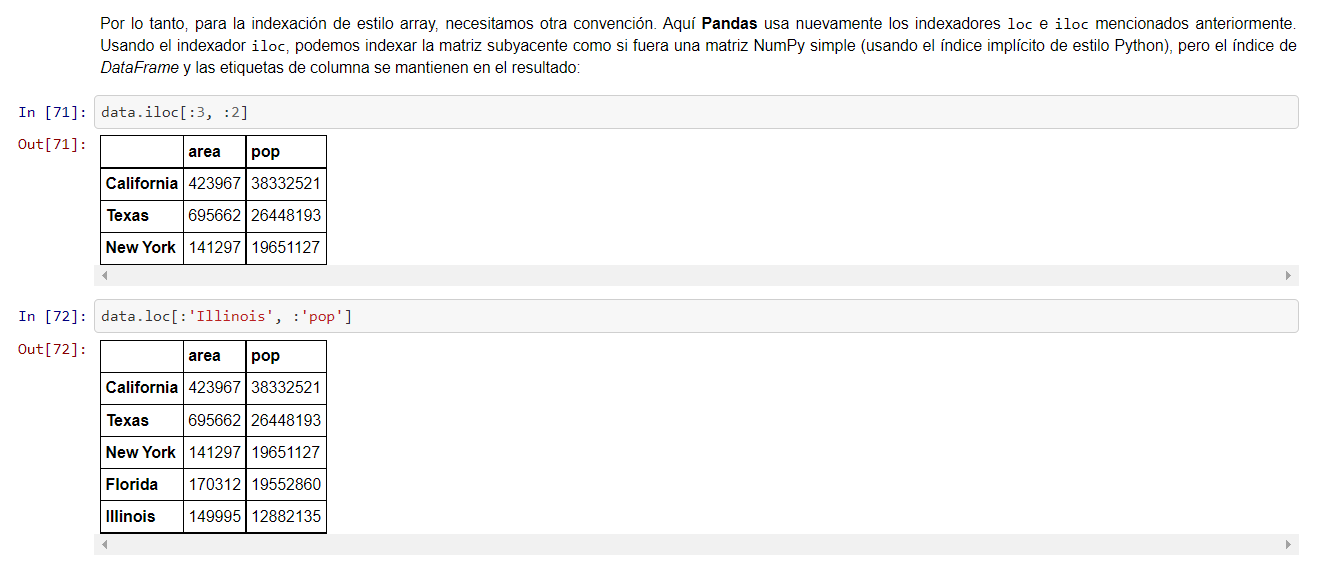 Por lo tanto, para la indexación de estilo array, necesitamos otra convención. Aquí Pandas usa nuevamente los indexadores loc e iloc mencionados anteriormente.
Usando el indexador iloc, podemos indexar la matriz subyacente como si fuera una matriz NumPy simple (usando el índice implícito de estilo Python), pero el índice de
DataFrame y las etiquetas de columna se mantienen en el resultado:
In [71]: data.iloc[:3, :2]
Out[71]:
area pop
California 423967 38332521
Texas 695662 26448193
New York 141297 19651127
In [72]: data.loc[:'Illinois', :'pop']
Out[72]:
area pop
California 423967 38332521
Texas 695662 26448193
New York 141297 19651127
Florida 170312 19552860
Illinois 149995 12882135